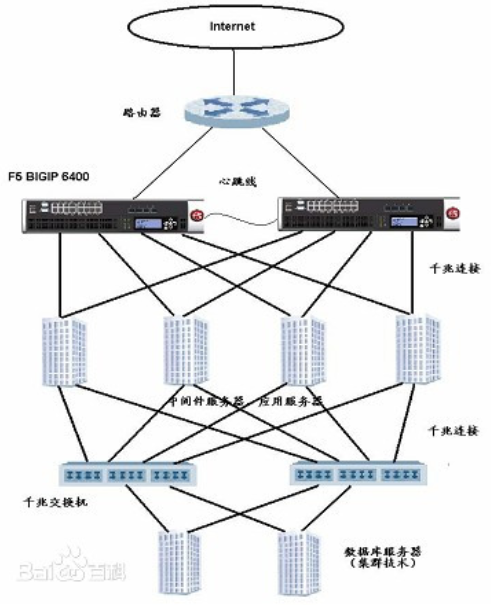 Internet
路由器
F5 BIGIP 6400
心跳线
千兆连接
中间件服务器、应用服务器
千兆连接
千兆交换机
数据库服务器
(集群技术)
Bai百科